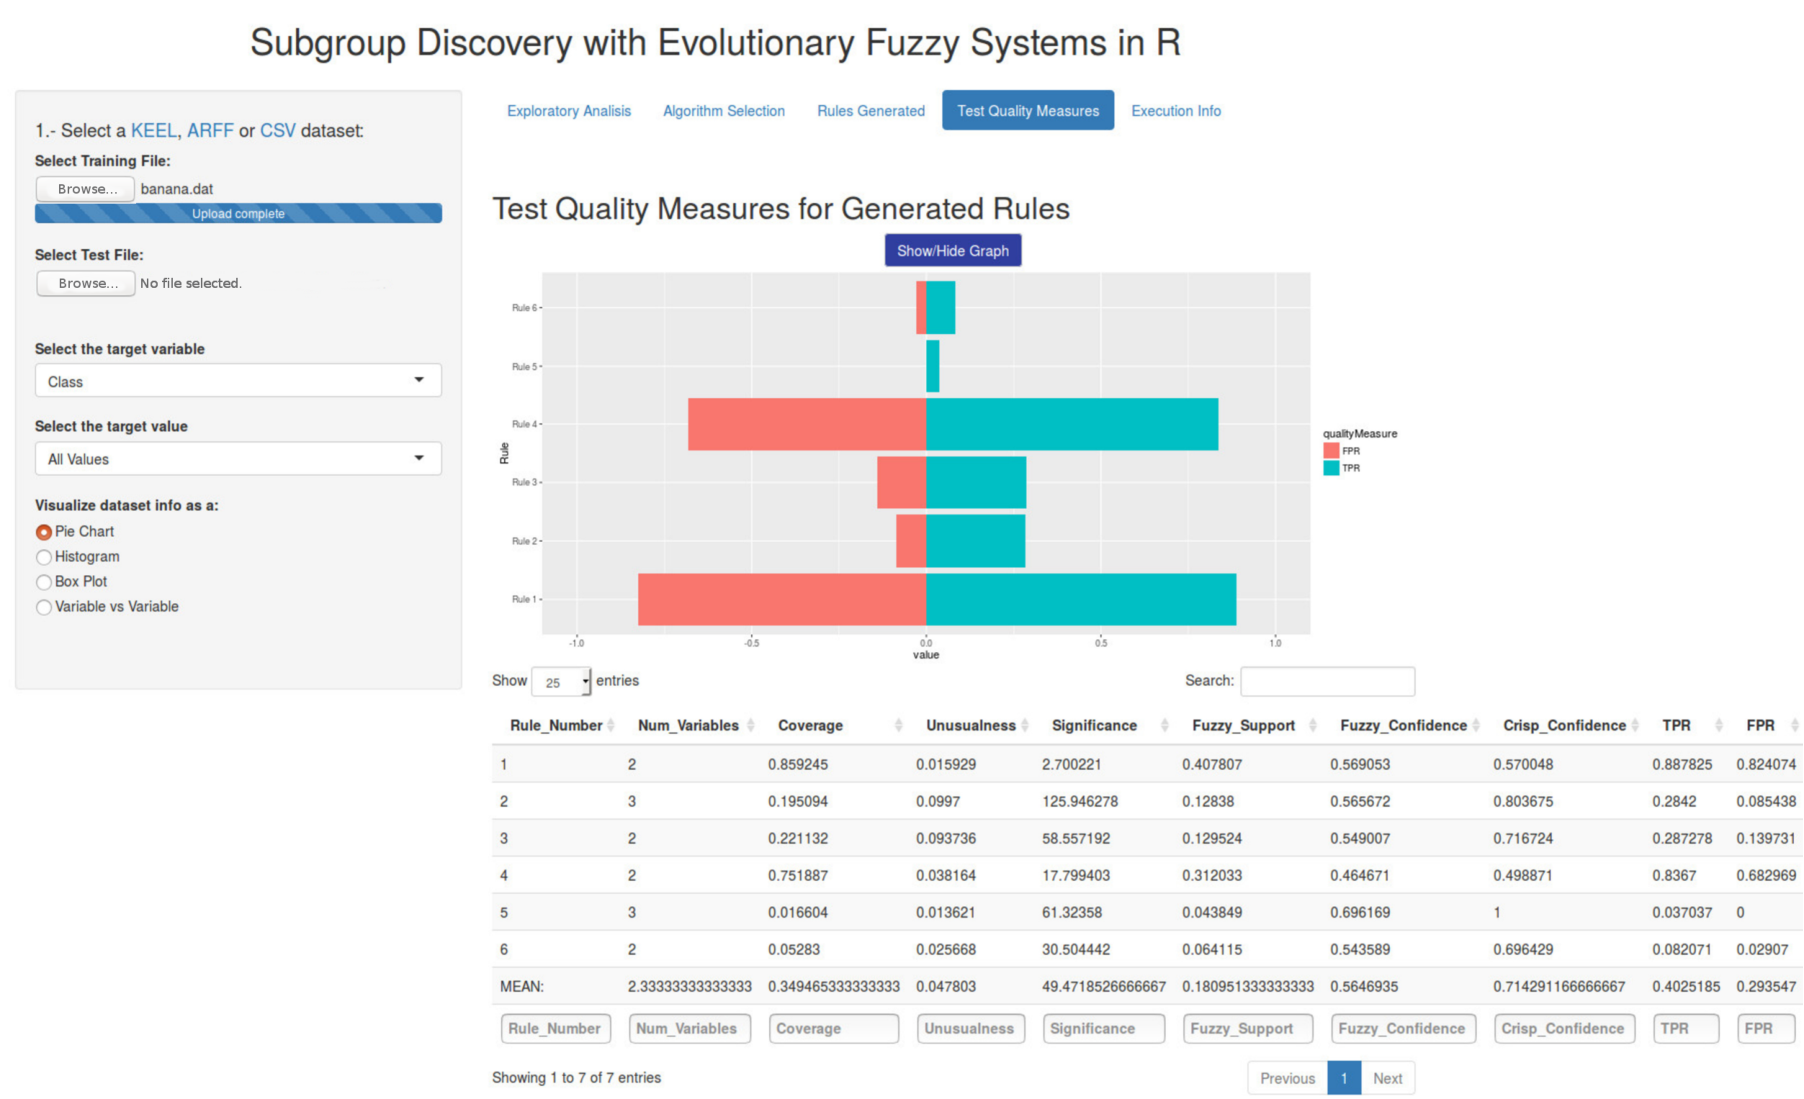 Subgroup Discovery with Evolutionary Fuzzy Systems in R
1.- Select a KEEL, ARFF or CSV dataset:
Select Training File:
Browse... banana.dat
Upload complete
Select Test File:
Browse... No file selected.
Select the target variable
Class
Select the target value
All Values
Visualize dataset info as a:
Pie Chart
Histogram
Box Plot
Variable vs Variable
Exploratory Analisis Algorithm Selection Rules Generated Test Quality Measures Execution Info
Test Quality Measures for Generated Rules
Show/Hide Graph
Rule
Rule 6
Rule 5
Rule 4
Rule 3
Rule 2
Rule 1
-1.0 -0.5 0.0 0.5 1.0
value
qualityMeasure
FPR
TPR
Show 25 entries Search:
Rule_Number Num_Variables Coverage Unusualness Significance Fuzzy_Support Fuzzy_Confidence Crisp_Confidence TPR FPR
1 2 0.859245 0.015929 2.700221 0.407807 0.569053 0.570048 0.887825 0.824074
2 3 0.195094 0.0997 125.946278 0.12838 0.565672 0.803675 0.2842 0.085438
3 2 0.221132 0.093736 58.557192 0.129524 0.549007 0.716724 0.287278 0.139731
4 2 0.751887 0.038164 17.799403 0.312033 0.464671 0.498871 0.8367 0.682969
5 3 0.016604 0.013621 61.32358 0.043849 0.696169 1 0.037037 0
6 2 0.05283 0.025668 30.504442 0.064115 0.543589 0.696429 0.082071 0.02907
MEAN: 2.33333333333333 0.349465333333333 0.047803 49.4718526666667 0.180951333333333 0.5646935 0.714291166666667 0.4025185 0.293547
Rule_Number Num_Variables Coverage Unusualness Significance Fuzzy_Support Fuzzy_Confidence Crisp_Confidence TPR FPR
Showing 1 to 7 of 7 entries Previous 1 Next